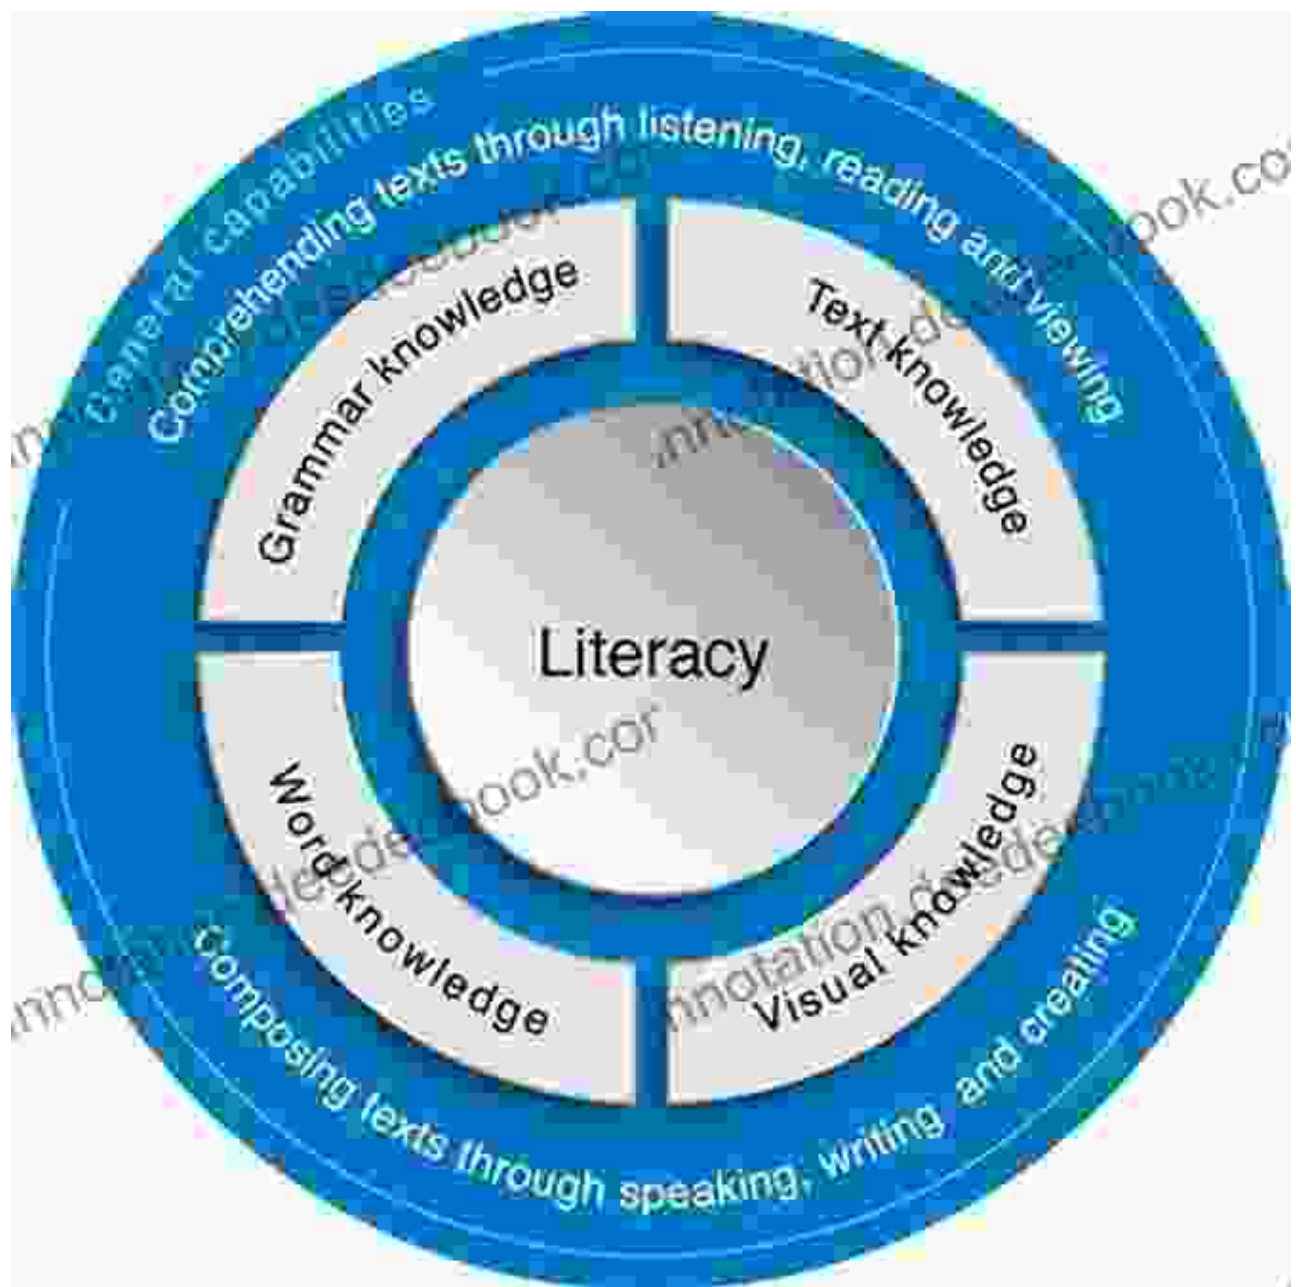 General capabilities
Comprehending texts through listening, reading and viewing
Grammar knowledge
Text knowledge
Literacy
Word knowledge
Visual knowledge
Composing texts through speaking, writing and creating